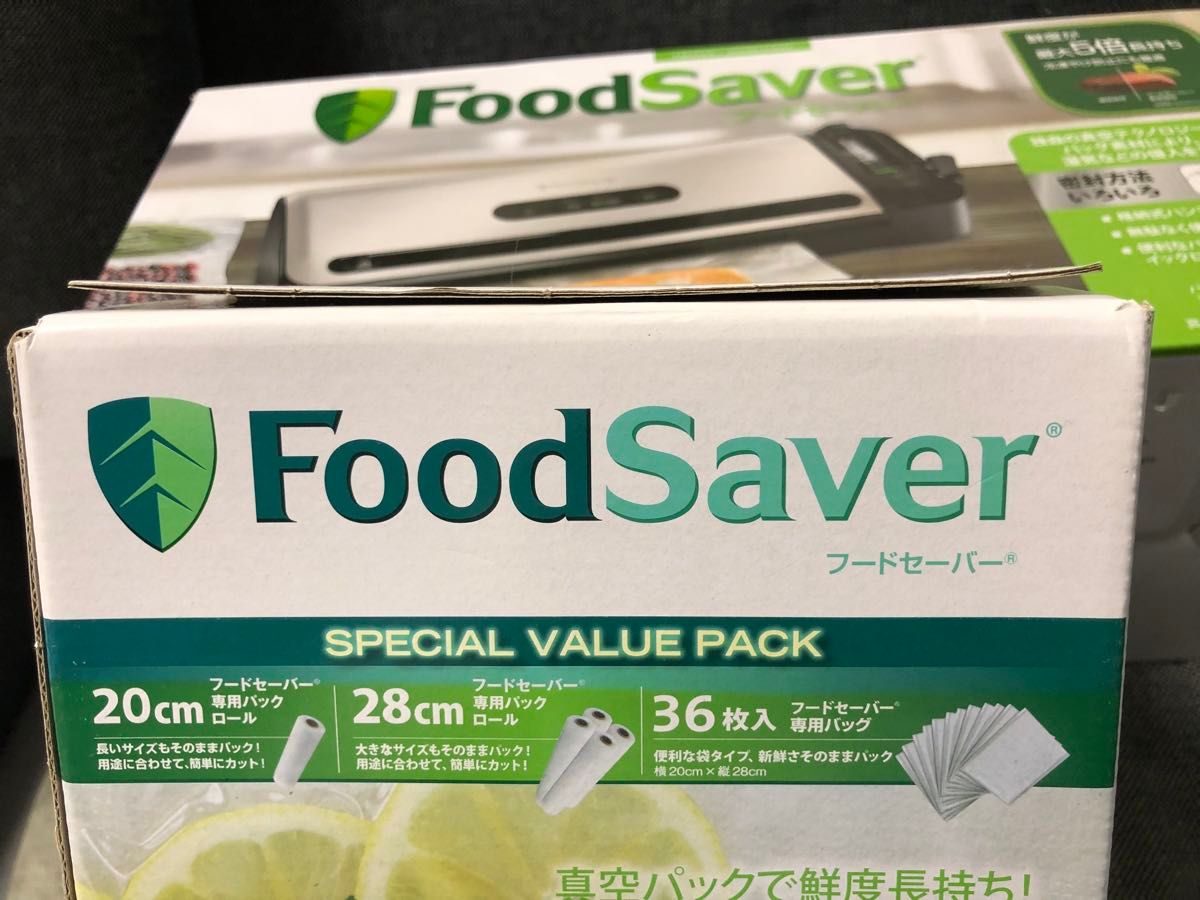 FoodSaver
フードセーバー
鮮度が
最大5倍長持ち
密封方法
いろいろ
FoodSaver®
フードセーバー®
SPECIAL VALUE PACK
20cm フードセーバー®
専用パック
ロール
長いサイズもそのままパック!
用途に合わせて、簡単にカット!
28cm フードセーバー®
専用パック
ロール
大きなサイズもそのままパック!
用途に合わせて、簡単にカット!
36枚入 フードセーバー®
専用バッグ
便利な袋タイプ、新鮮さそのままパック
横20cm×縦28cm
真空パックで鮮度長持ち!